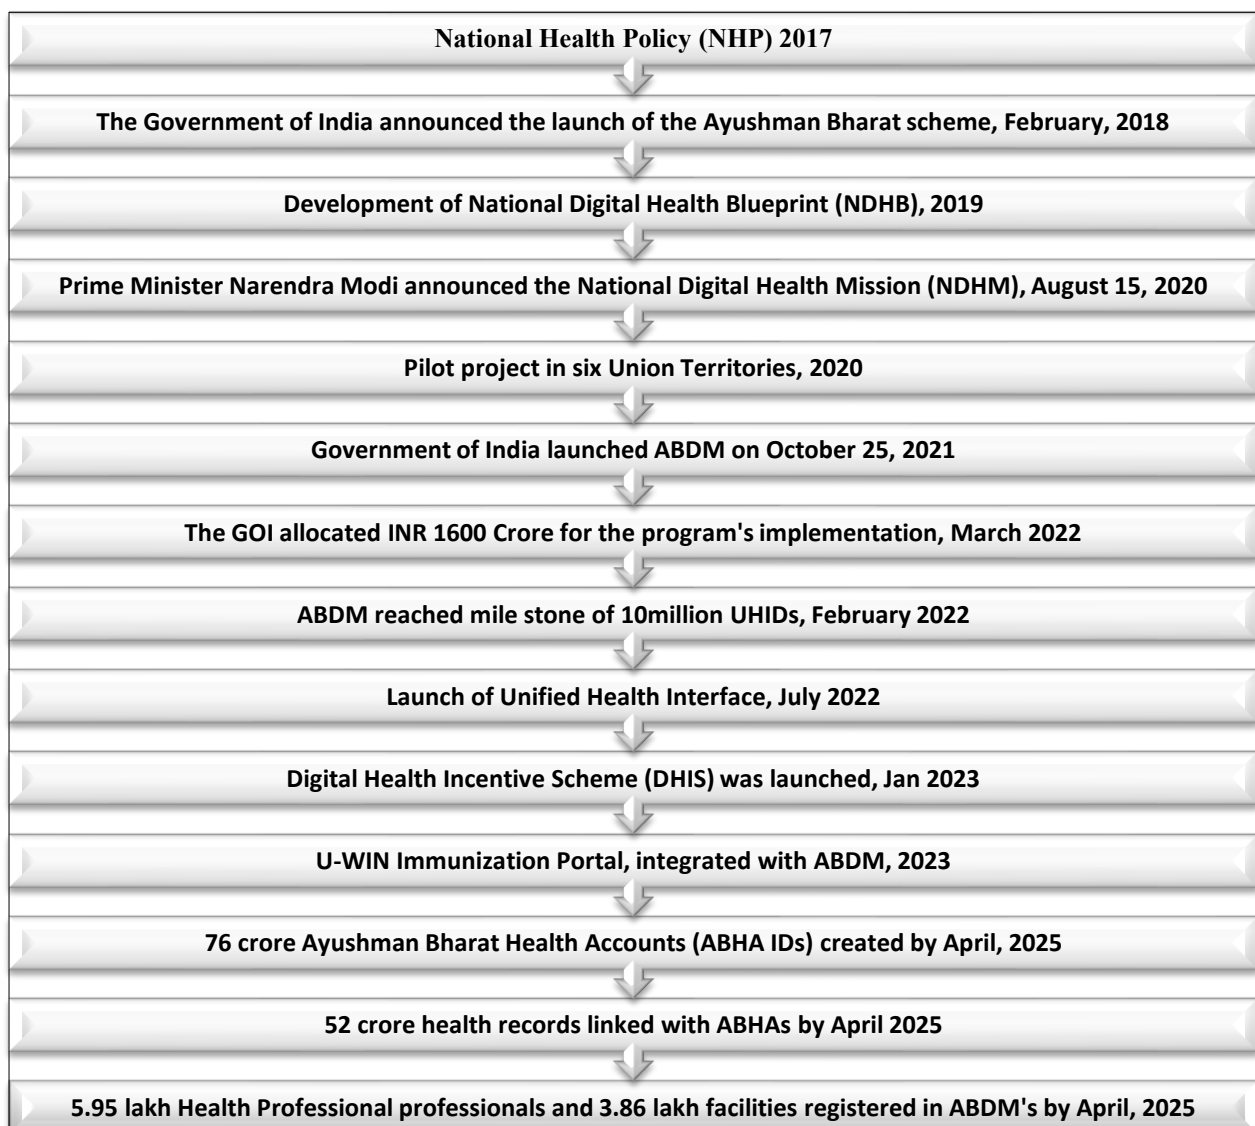 National Health Policy (NHP) 2017
The Government of India announced the launch of the Ayushman Bharat scheme, February, 2018
Development of National Digital Health Blueprint (NDHB), 2019
Prime Minister Narendra Modi announced the National Digital Health Mission (NDHM), August 15, 2020
Pilot project in six Union Territories, 2020
Government of India launched ABDM on October 25, 2021
The GOI allocated INR 1600 Crore for the program's implementation, March 2022
ABDM reached mile stone of 10million UHIDs, February 2022
Launch of Unified Health Interface, July 2022
Digital Health Incentive Scheme (DHIS) was launched, Jan 2023
U-WIN Immunization Portal, integrated with ABDM, 2023
76 crore Ayushman Bharat Health Accounts (ABHA IDs) created by April, 2025
52 crore health records linked with ABHAs by April 2025
5.95 lakh Health Professional professionals and 3.86 lakh facilities registered in ABDM's by April, 2025